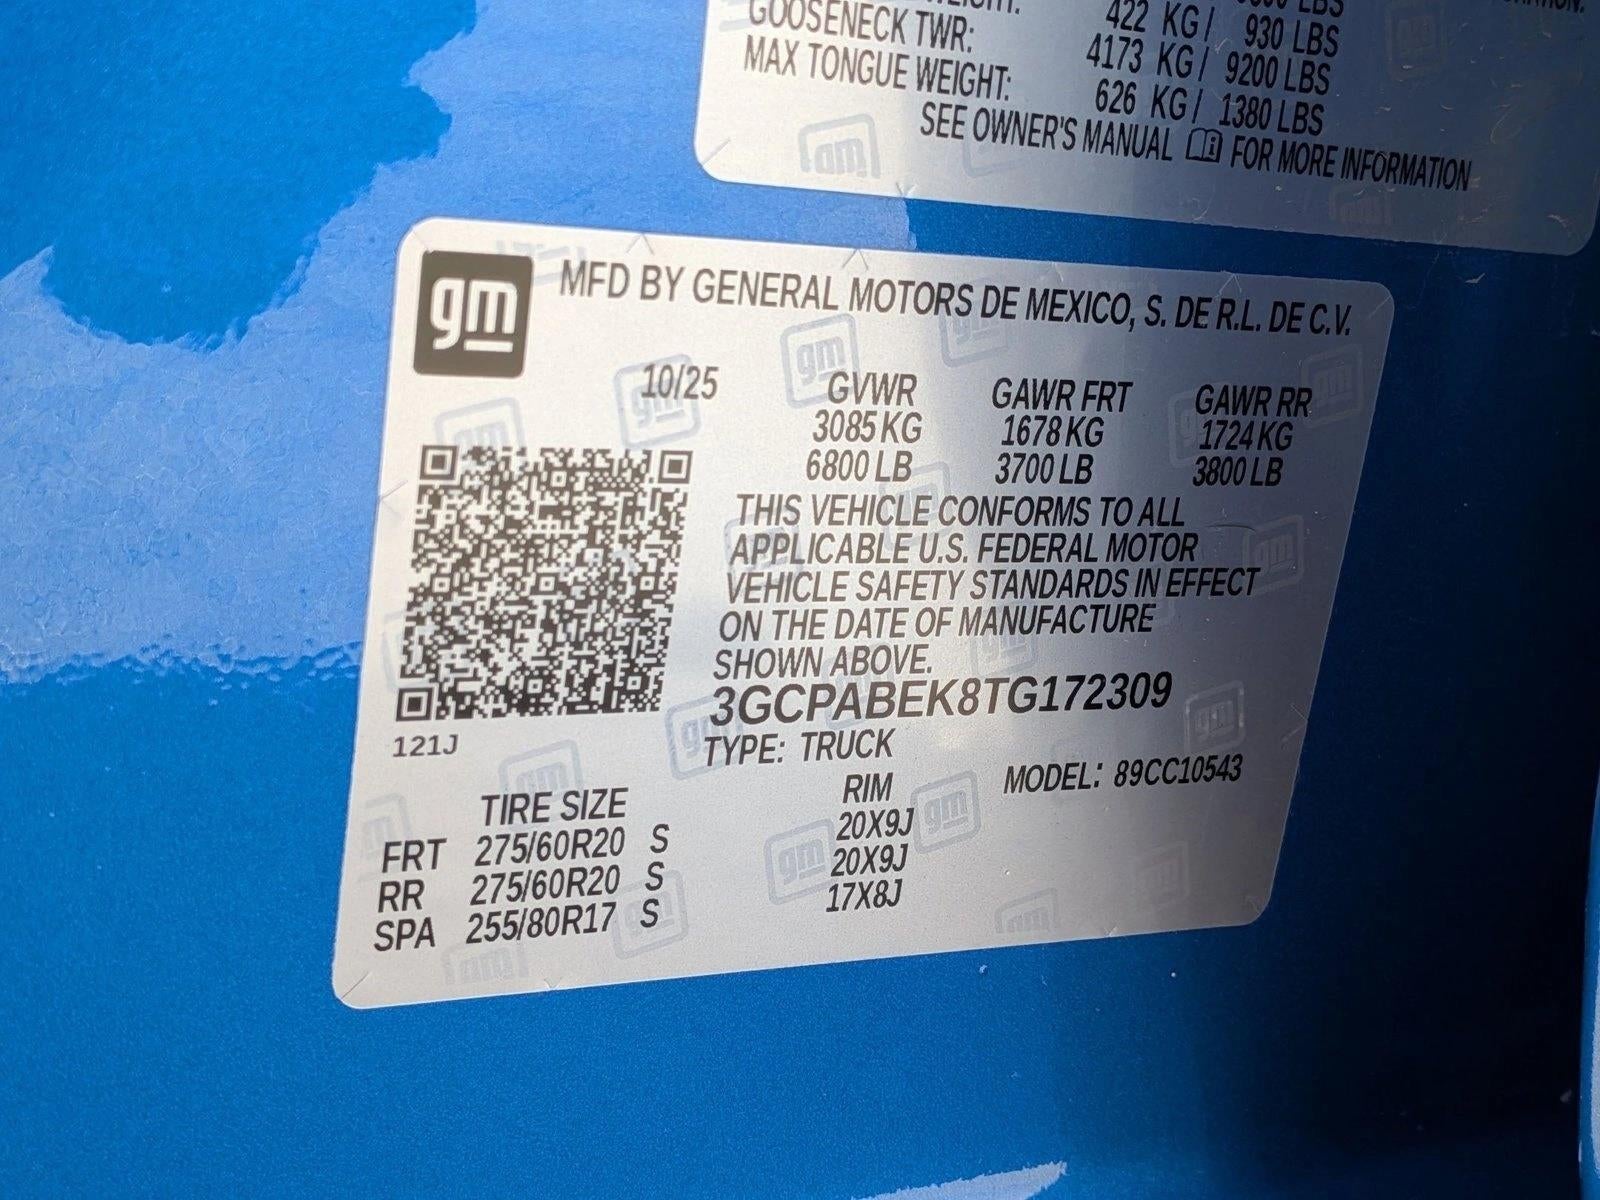 422 KG / 930 LBS
GOOSENECK TWR: 4173 KG / 9200 LBS
MAX TONGUE WEIGHT: 626 KG / 1380 LBS
SEE OWNER'S MANUAL FOR MORE INFORMATION
gm MFD BY GENERAL MOTORS DE MEXICO, S. DE R.L. DE C.V.
10/25 GVWR GAWR FRT GAWR RR
3085 KG 1678 KG 1724 KG
6800 LB 3700 LB 3800 LB
THIS VEHICLE CONFORMS TO ALL
APPLICABLE U.S. FEDERAL MOTOR
VEHICLE SAFETY STANDARDS IN EFFECT
ON THE DATE OF MANUFACTURE
SHOWN ABOVE.
3GCPABEK8TG172309
121J
TYPE: TRUCK MODEL: 89CC10543
TIRE SIZE RIM
FRT 275/60R20 S 20X9J
RR 275/60R20 S 20X9J
SPA 255/80R17 S 17X8J